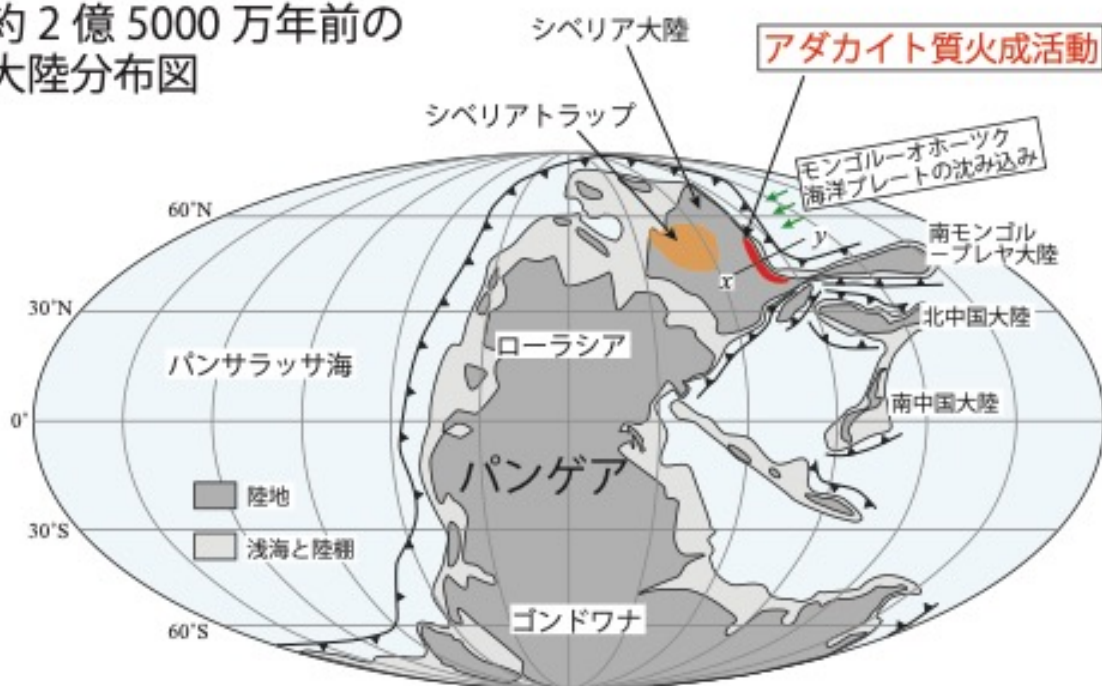 約 2 億 5000 万年前の
大陸分布図
シベリア大陸
アダカイト質火成活動
シベリアトラップ
モンゴルーオホーツク
海洋プレートの沈み込み
60°N
y
南モンゴル
ーブレヤ大陸
x
30°N
北中国大陸
ローラシア
パンサラッサ海
南中国大陸
0°
パンゲア
陸地
30°S
浅海と陸棚
ゴンドワナ
60°S